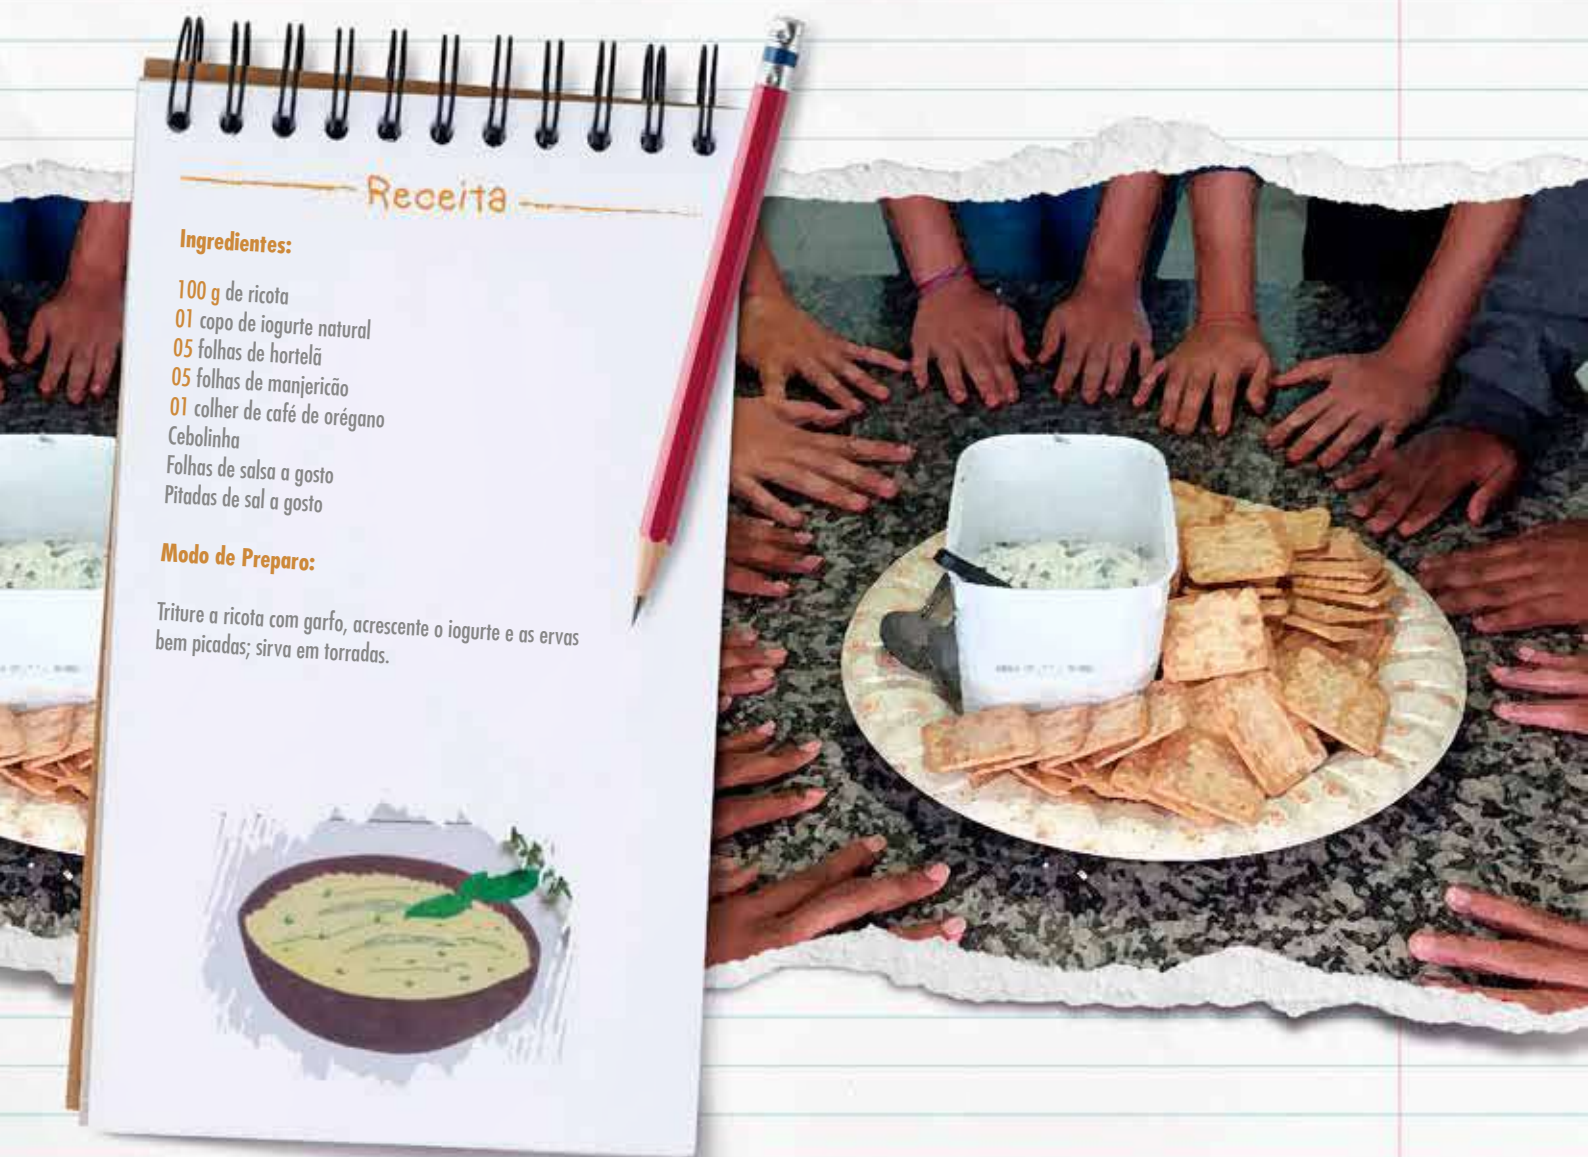 Receita
Ingredientes:
100 g de ricota
01 copo de iogurte natural
05 folhas de hortelã
05 folhas de manjericão
01 colher de café de orégano
Cebolinha
Folhas de salsa a gosto
Pitadas de sal a gosto
Modo de Preparo:
Triture a ricota com garfo, acrescente o iogurte e as ervas
bem picadas; sirva em torradas.